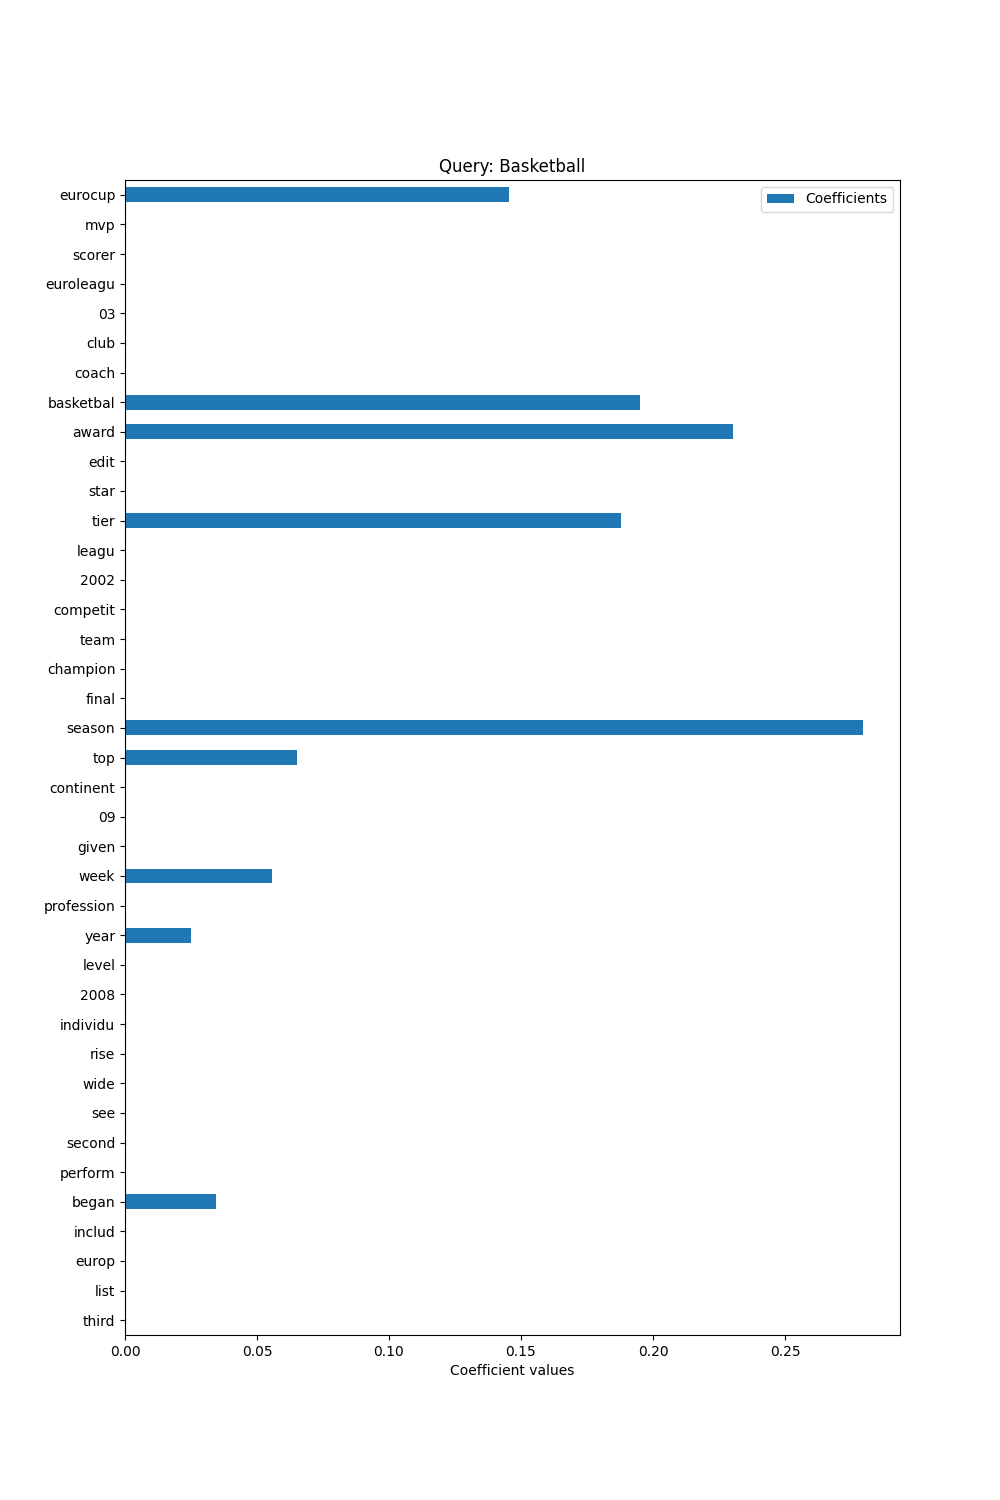 Query: Basketball
Coefficients
eurocup
mvp
scorer
euroleagu
03
club
coach
basketbal
award
edit
star
tier
leagu
2002
competit
team
champion
final
season
top
continent
09
given
week
profession
year
level
2008
individu
rise
wide
see
second
perform
began
includ
europ
list
third
0.00 0.05 0.10 0.15 0.20 0.25
Coefficient values